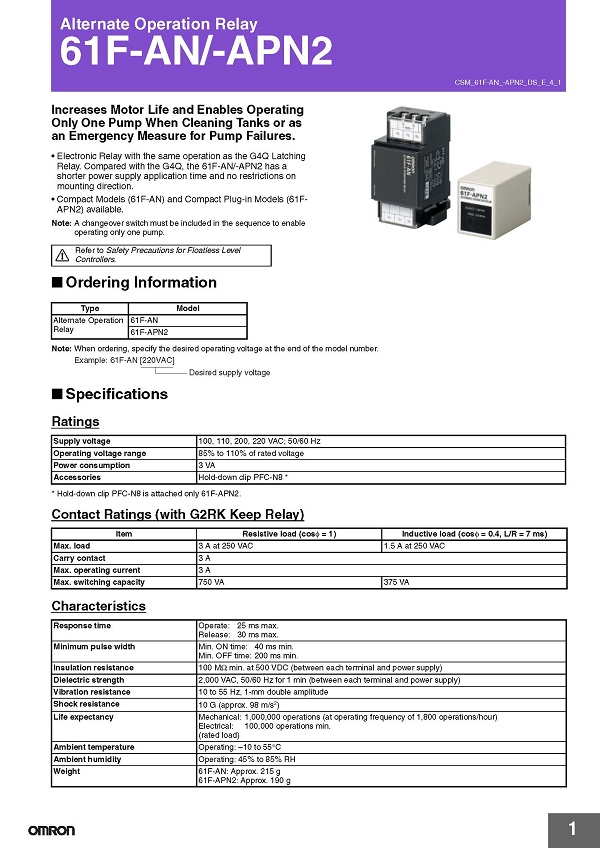 Alternate Operation Relay
61F-AN/-APN2
CSM_61F-AN_-APN2_DS_E_4_1
Increases Motor Life and Enables Operating
Only One Pump When Cleaning Tanks or as
an Emergency Measure for Pump Failures.
• Electronic Relay with the same operation as the G4Q Latching
Relay. Compared with the G4Q, the 61F-AN/-APN2 has a
shorter power supply application time and no restrictions on
mounting direction.
• Compact Models (61F-AN) and Compact Plug-in Models (61F-
APN2) available.
Note: A changeover switch must be included in the sequence to enable
operating only one pump.
Refer to Safety Precautions for Floatless Level
Controllers.
OMRON
61F-AN
OMRON
61F-APN2
■ Ordering Information
Type Model
Alternate Operation 61F-AN
Relay 61F-APN2
Note: When ordering, specify the desired operating voltage at the end of the model number.
Example: 61F-AN [220VAC]
Desired supply voltage
■ Specifications
Ratings
Supply voltage 100, 110, 200, 220 VAC; 50/60 Hz
Operating voltage range 85% to 110% of rated voltage
Power consumption 3 VA
Accessories Hold-down clip PFC-N8 *
* Hold-down clip PFC-N8 is attached only 61F-APN2.
Contact Ratings (with G2RK Keep Relay)
Item Resistive load (cosϕ = 1) Inductive load (cosϕ = 0.4, L/R = 7 ms)
Max. load 3 A at 250 VAC 1.5 A at 250 VAC
Carry contact 3 A
Max. operating current 3 A
Max. switching capacity 750 VA 375 VA
Characteristics
Response time Operate: 25 ms max.
Release: 30 ms max.
Minimum pulse width Min. ON time: 40 ms min.
Min. OFF time: 200 ms min.
Insulation resistance 100 MΩ min. at 500 VDC (between each terminal and power supply)
Dielectric strength 2,000 VAC, 50/60 Hz for 1 min (between each terminal and power supply)
Vibration resistance 10 to 55 Hz, 1-mm double amplitude
Shock resistance 10 G (approx. 98 m/s²)
Life expectancy Mechanical: 1,000,000 operations (at operating frequency of 1,800 operations/hour)
Electrical: 100,000 operations min.
(rated load)
Ambient temperature Operating: –10 to 55°C
Ambient humidity Operating: 45% to 85% RH
Weight 61F-AN: Approx. 215 g
61F-APN2: Approx. 190 g
OMRON
1